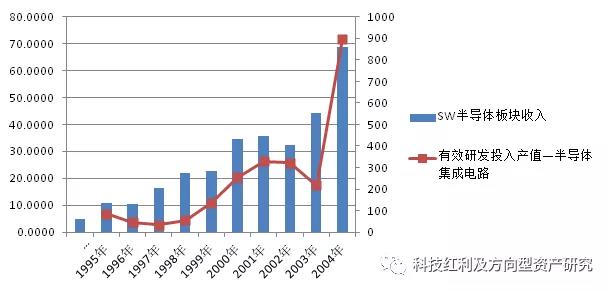 80.0000
70.0000
60.0000
50.0000
40.0000
30.0000
20.0000
10.0000
0.0000
1000
900
800
700
600
500
400
300
200
100
0
...
1995年
1996年
1997年
1998年
1999年
2000年
2001年
2002年
2003年
2004年
SW半导体板块收入
有效研发投入产值—半导体
集成电路
科技红利及方向型资产研究